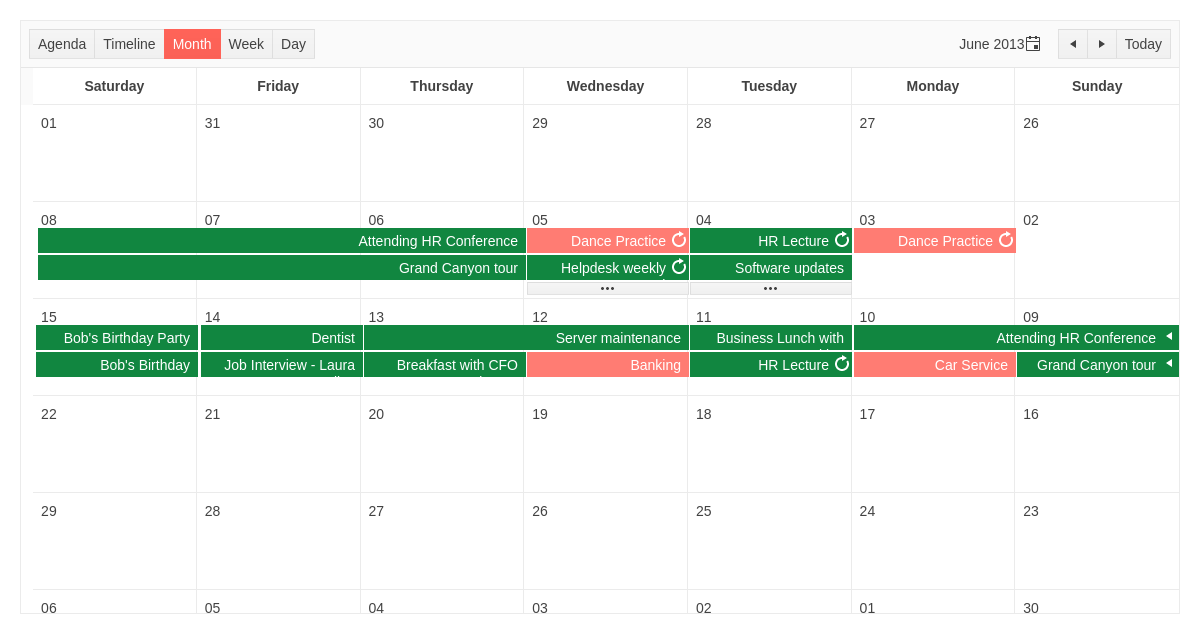 Agenda Timeline Month Week Day June 2013 Today
Saturday Friday Thursday Wednesday Tuesday Monday Sunday
01 31 30 29 28 27 26
08 07 06 05 04 03 02
Attending HR Conference Dance Practice HR Lecture Dance Practice
Grand Canyon tour Helpdesk weekly Software updates
15 14 13 12 11 10 09
Bob's Birthday Party Dentist Server maintenance Business Lunch with Attending HR Conference
Bob's Birthday Job Interview - Laura Breakfast with CFO Banking HR Lecture Car Service Grand Canyon tour
22 21 20 19 18 17 16
29 28 27 26 25 24 23
06 05 04 03 02 01 30